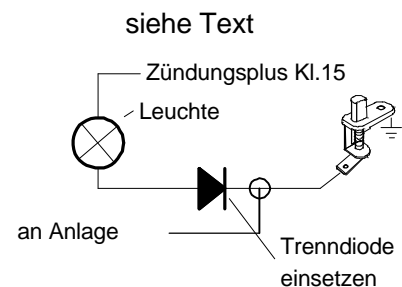 siehe Text
Zündungsplus Kl.15
Leuchte
an Anlage
Trenndiode
einsetzen